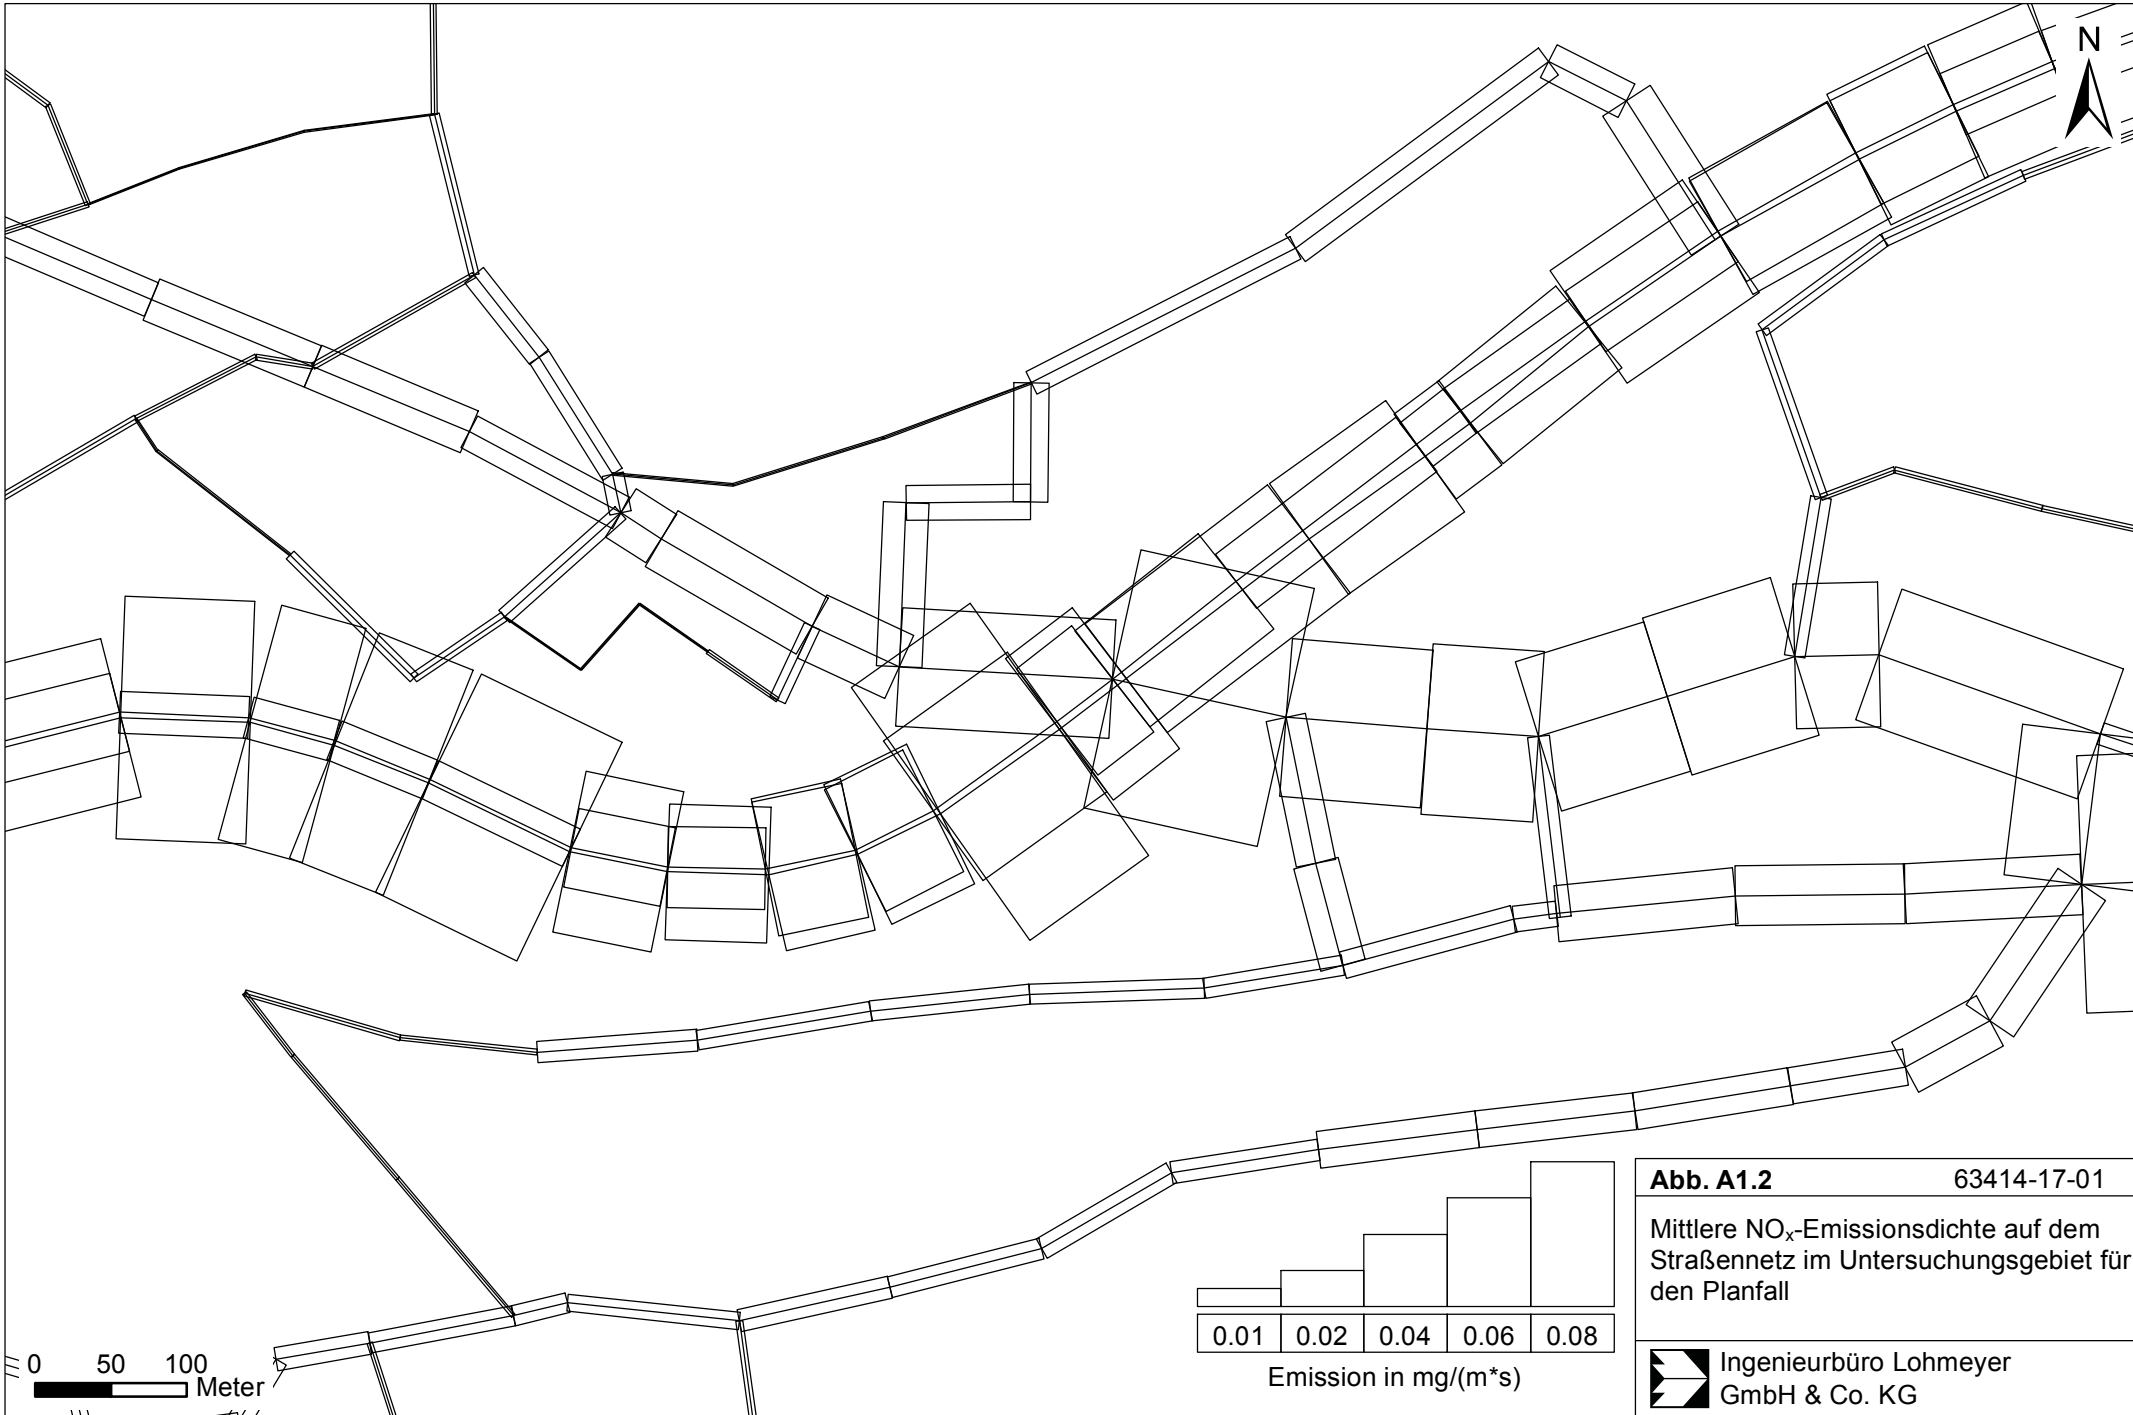 N
Abb. A1.2 63414-17-01
Mittlere NOₓ-Emissionsdichte auf dem
Straßennetz im Untersuchungsgebiet für
den Planfall
0.01 0.02 0.04 0.06 0.08
Emission in mg/(m*s)
0 50 100
Meter
Ingenieurbüro Lohmeyer
GmbH & Co. KG